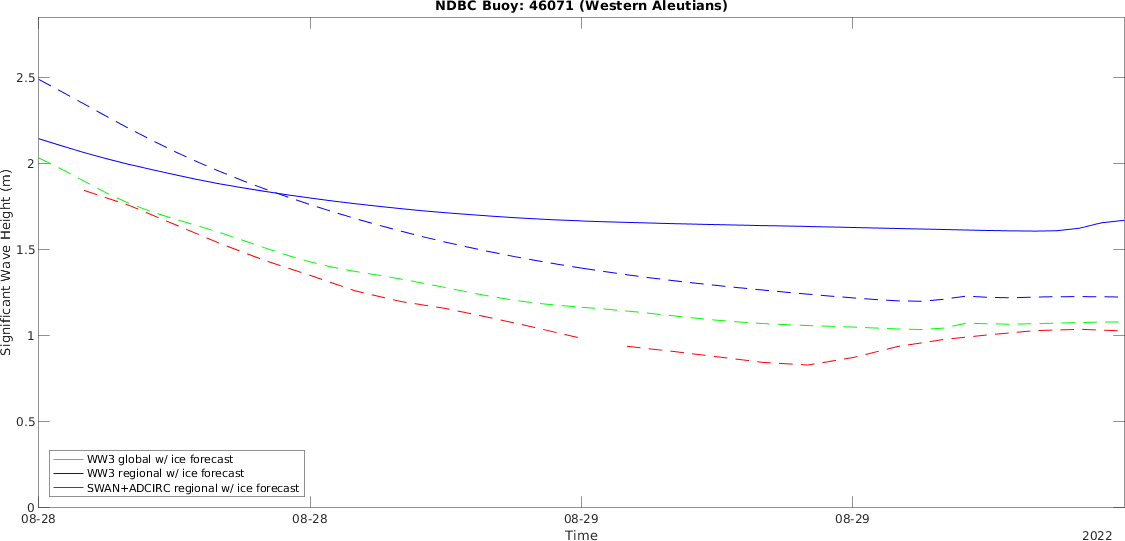 NDBC Buoy: 46071 (Western Aleutians)
2.5
2
1.5
1
0.5
0
Significant Wave Height (m)
WW3 global w/ ice forecast
WW3 regional w/ ice forecast
SWAN+ADCIRC regional w/ ice forecast
08-28 08-28 08-29 08-29
Time
2022